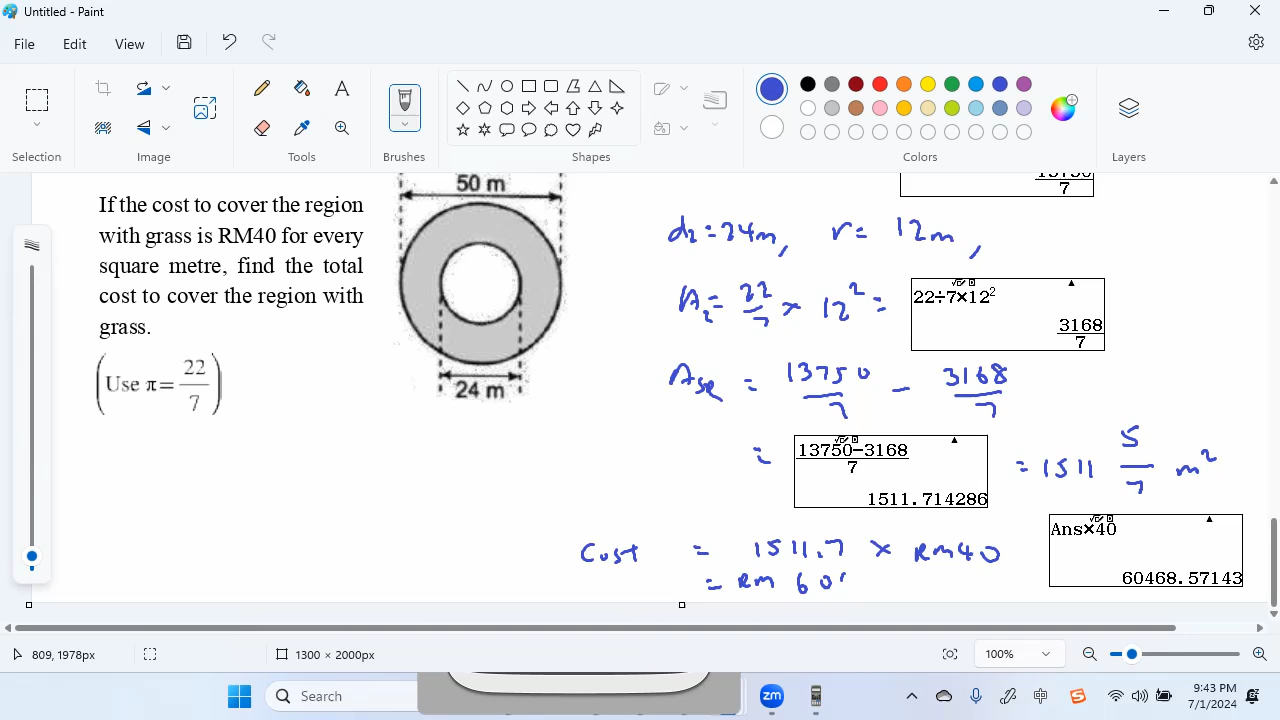 Untitled - Paint
File Edit View
Selection Image Tools Brushes Shapes Colors Layers
If the cost to cover the region
with grass is RM40 for every
square metre, find the total
cost to cover the region with
grass.
(Use π = 22/7)
50 m
24 m
13750/7
d₂ = 24m, r = 12m,
A₂ = 22/7 × 12² =
22÷7×12²
3168/7
= 13750/7 − 3168/7
=
(13750−3168)/7
1511.714286
= 1511 5/7 m²
Cost = 1511.7 × RM40
Ans×40
60468.57143
= RM 60
809, 1978px
1300 × 2000px
100%
Search
zm
中
S
9:43 PM
7/1/2024